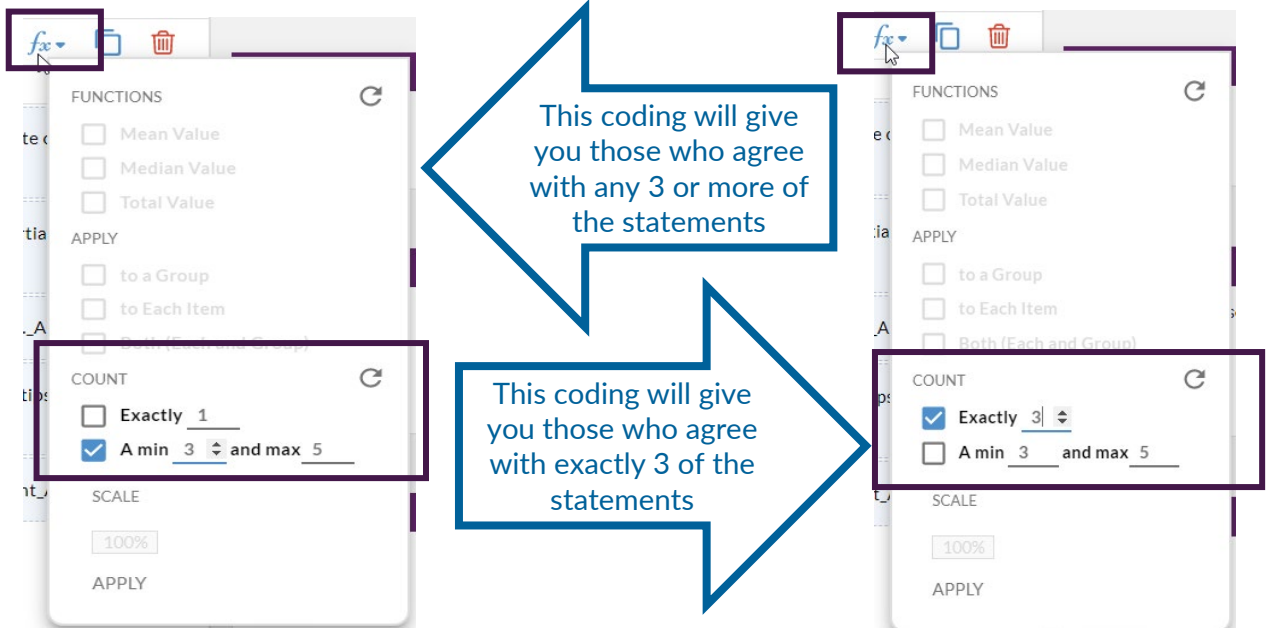 fx
FUNCTIONS
Mean Value
Median Value
Total Value
APPLY
to a Group
to Each Item
Both (Each and Group)
COUNT
Exactly 1
A min 3 and max 5
SCALE
100%
APPLY
This coding will give
you those who agree
with any 3 or more of
the statements
This coding will give
you those who agree
with exactly 3 of the
statements
fx
FUNCTIONS
Mean Value
Median Value
Total Value
APPLY
to a Group
to Each Item
Both (Each and Group)
COUNT
Exactly 3
A min 3 and max 5
SCALE
100%
APPLY